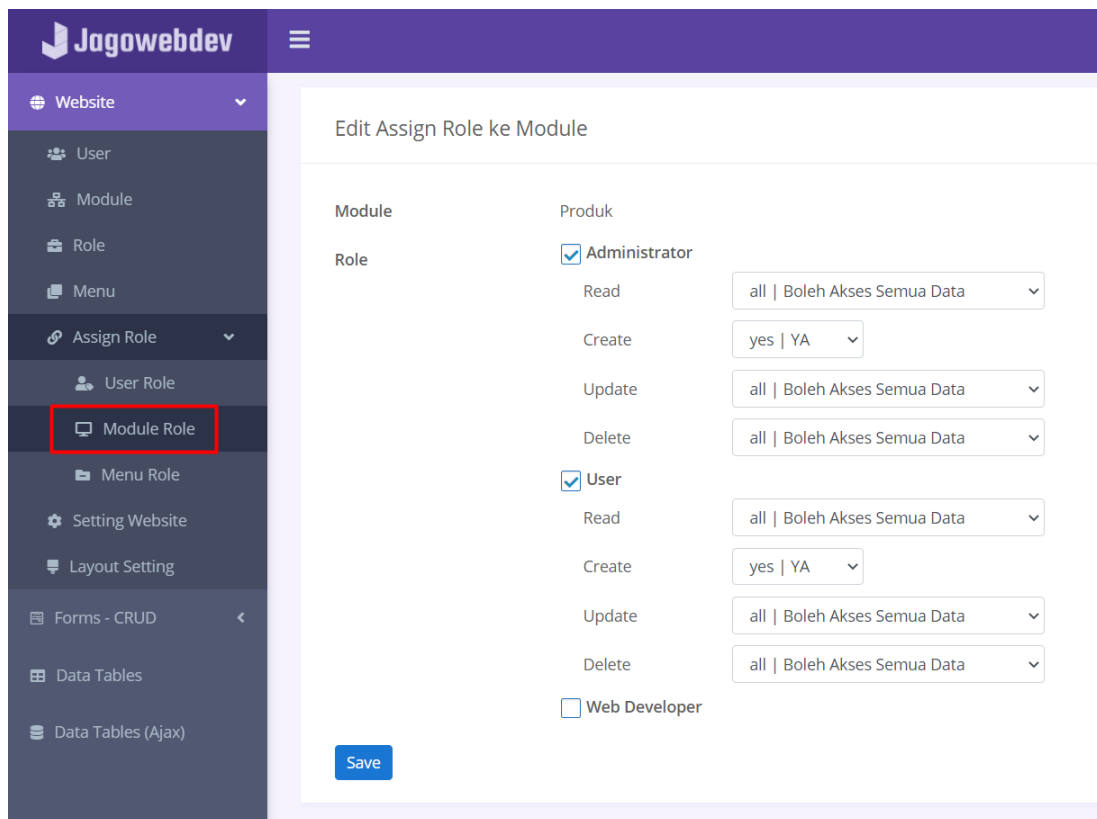 Jagowebdev
Website
User
Module
Role
Menu
Assign Role
User Role
Module Role
Menu Role
Setting Website
Layout Setting
Forms - CRUD
Data Tables
Data Tables (Ajax)
Edit Assign Role ke Module
Module Produk
Role Administrator
Read all | Boleh Akses Semua Data
Create yes | YA
Update all | Boleh Akses Semua Data
Delete all | Boleh Akses Semua Data
User
Read all | Boleh Akses Semua Data
Create yes | YA
Update all | Boleh Akses Semua Data
Delete all | Boleh Akses Semua Data
Web Developer
Save